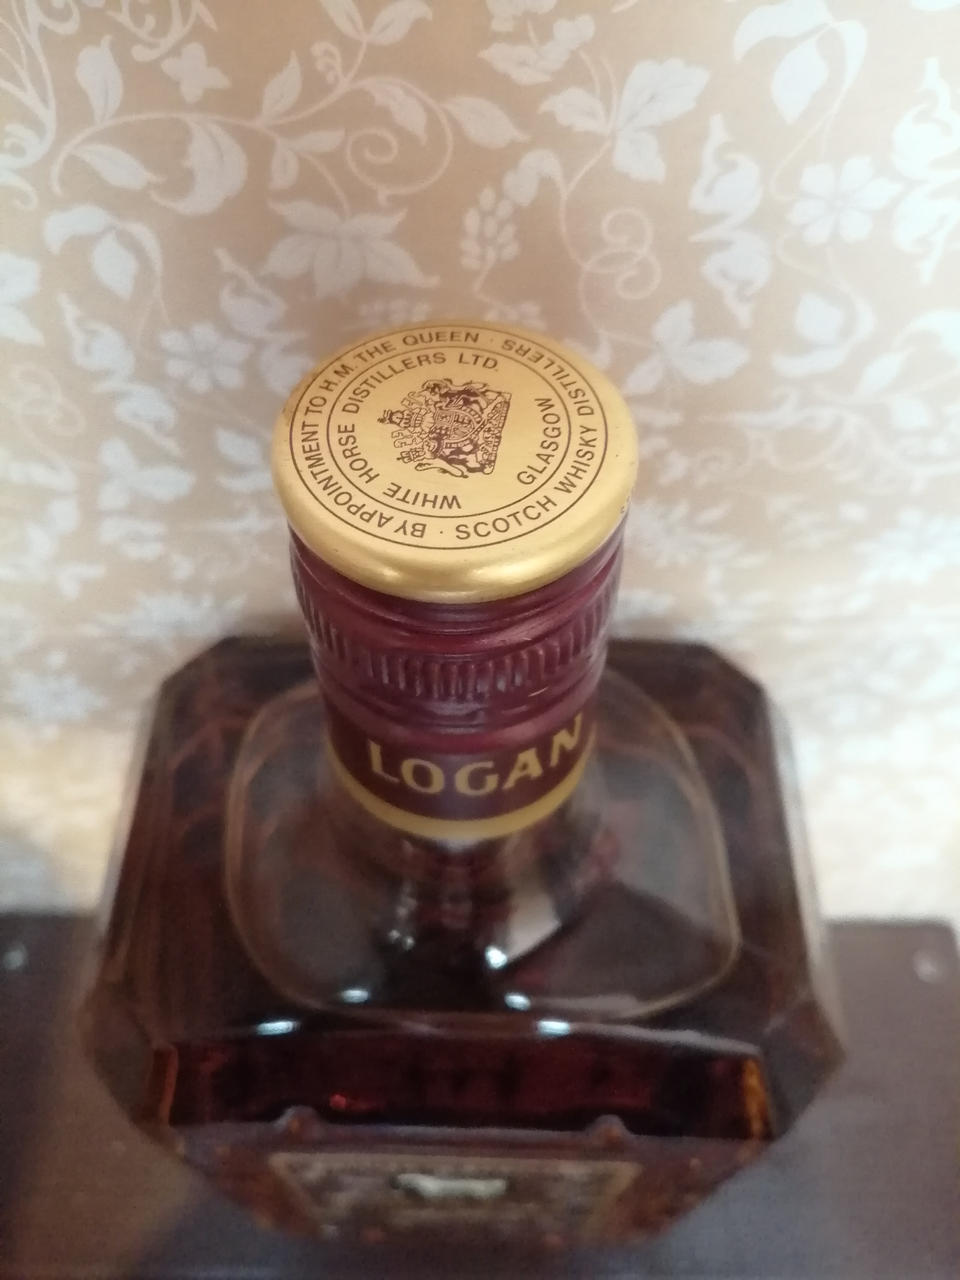 BY APPOINTMENT TO H.M. THE QUEEN · SCOTCH WHISKY DISTILLERS
WHITE HORSE DISTILLERS LTD. GLASGOW
LOGAN